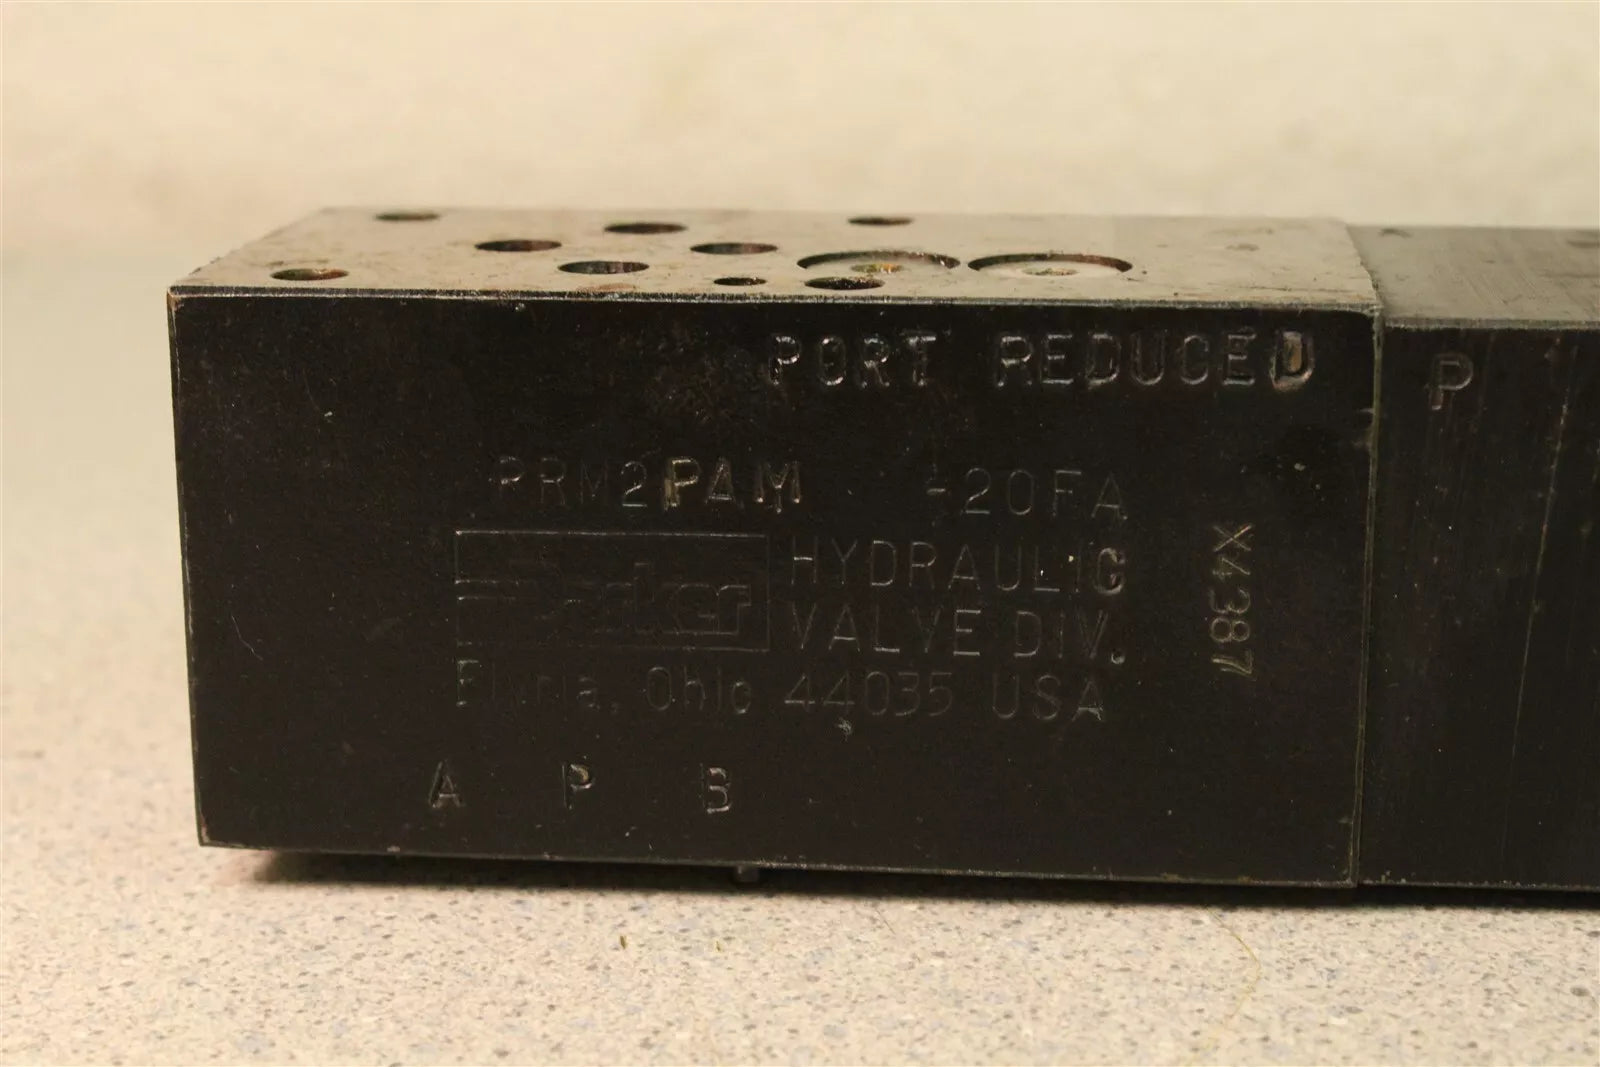 PORT REDUCED
P
PRM2PAM -20FA
Parker HYDRAULIC
VALVE DIV.
Elyria, Ohio 44035 USA
X4387
A P B